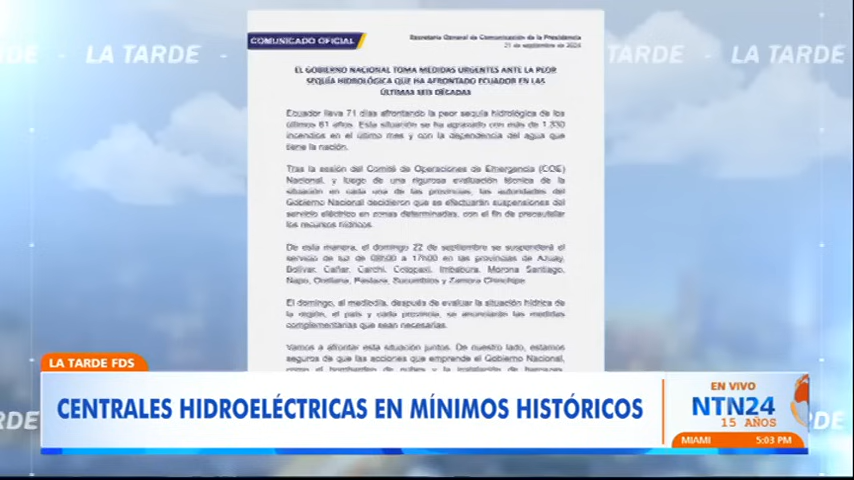 COMUNICADO OFICIAL
Secretaría General de Comunicación de la Presidencia
21 de septiembre de 2024
EL GOBIERNO NACIONAL TOMA MEDIDAS URGENTES ANTE LA PEOR
SEQUÍA HIDROLÓGICA QUE HA AFRONTADO ECUADOR EN LAS
ÚLTIMAS SEIS DÉCADAS
Ecuador lleva 71 días afrontando la peor sequía hidrológica de los
últimos 61 años. Esta situación se ha agravado con más de 1.330
incendios en el último mes y con la dependencia del agua que
tiene la nación.
Tras la sesión del Comité de Operaciones de Emergencia (COE)
Nacional, y luego de una rigurosa evaluación técnica de la
situación en cada una de las provincias, las autoridades del
Gobierno Nacional decidieron que se efectuarán suspensiones del
servicio eléctrico en zonas determinadas, con el fin de precautelar
los recursos hídricos.
De esta manera, el domingo 22 de septiembre se suspenderá el
servicio de luz de 08h00 a 17h00 en las provincias de Azuay,
Bolívar, Cañar, Carchi, Cotopaxi, Imbabura, Morona Santiago,
Napo, Orellana, Pastaza, Sucumbíos y Zamora Chinchipe.
El domingo, al mediodía, después de evaluar la situación hídrica de
la región, el país y cada provincia, se anunciarán las medidas
complementarias que sean necesarias.
Vamos a afrontar esta situación juntos. De nuestro lado, estamos
seguros de que las acciones que emprende el Gobierno Nacional,
como el bombardeo de nubes y la instalación de barcazas,
LA TARDE
LA TARDE
LA TARDE FDS
CENTRALES HIDROELÉCTRICAS EN MÍNIMOS HISTÓRICOS
EN VIVO
NTN24
15 AÑOS
MIAMI 5:03 PM